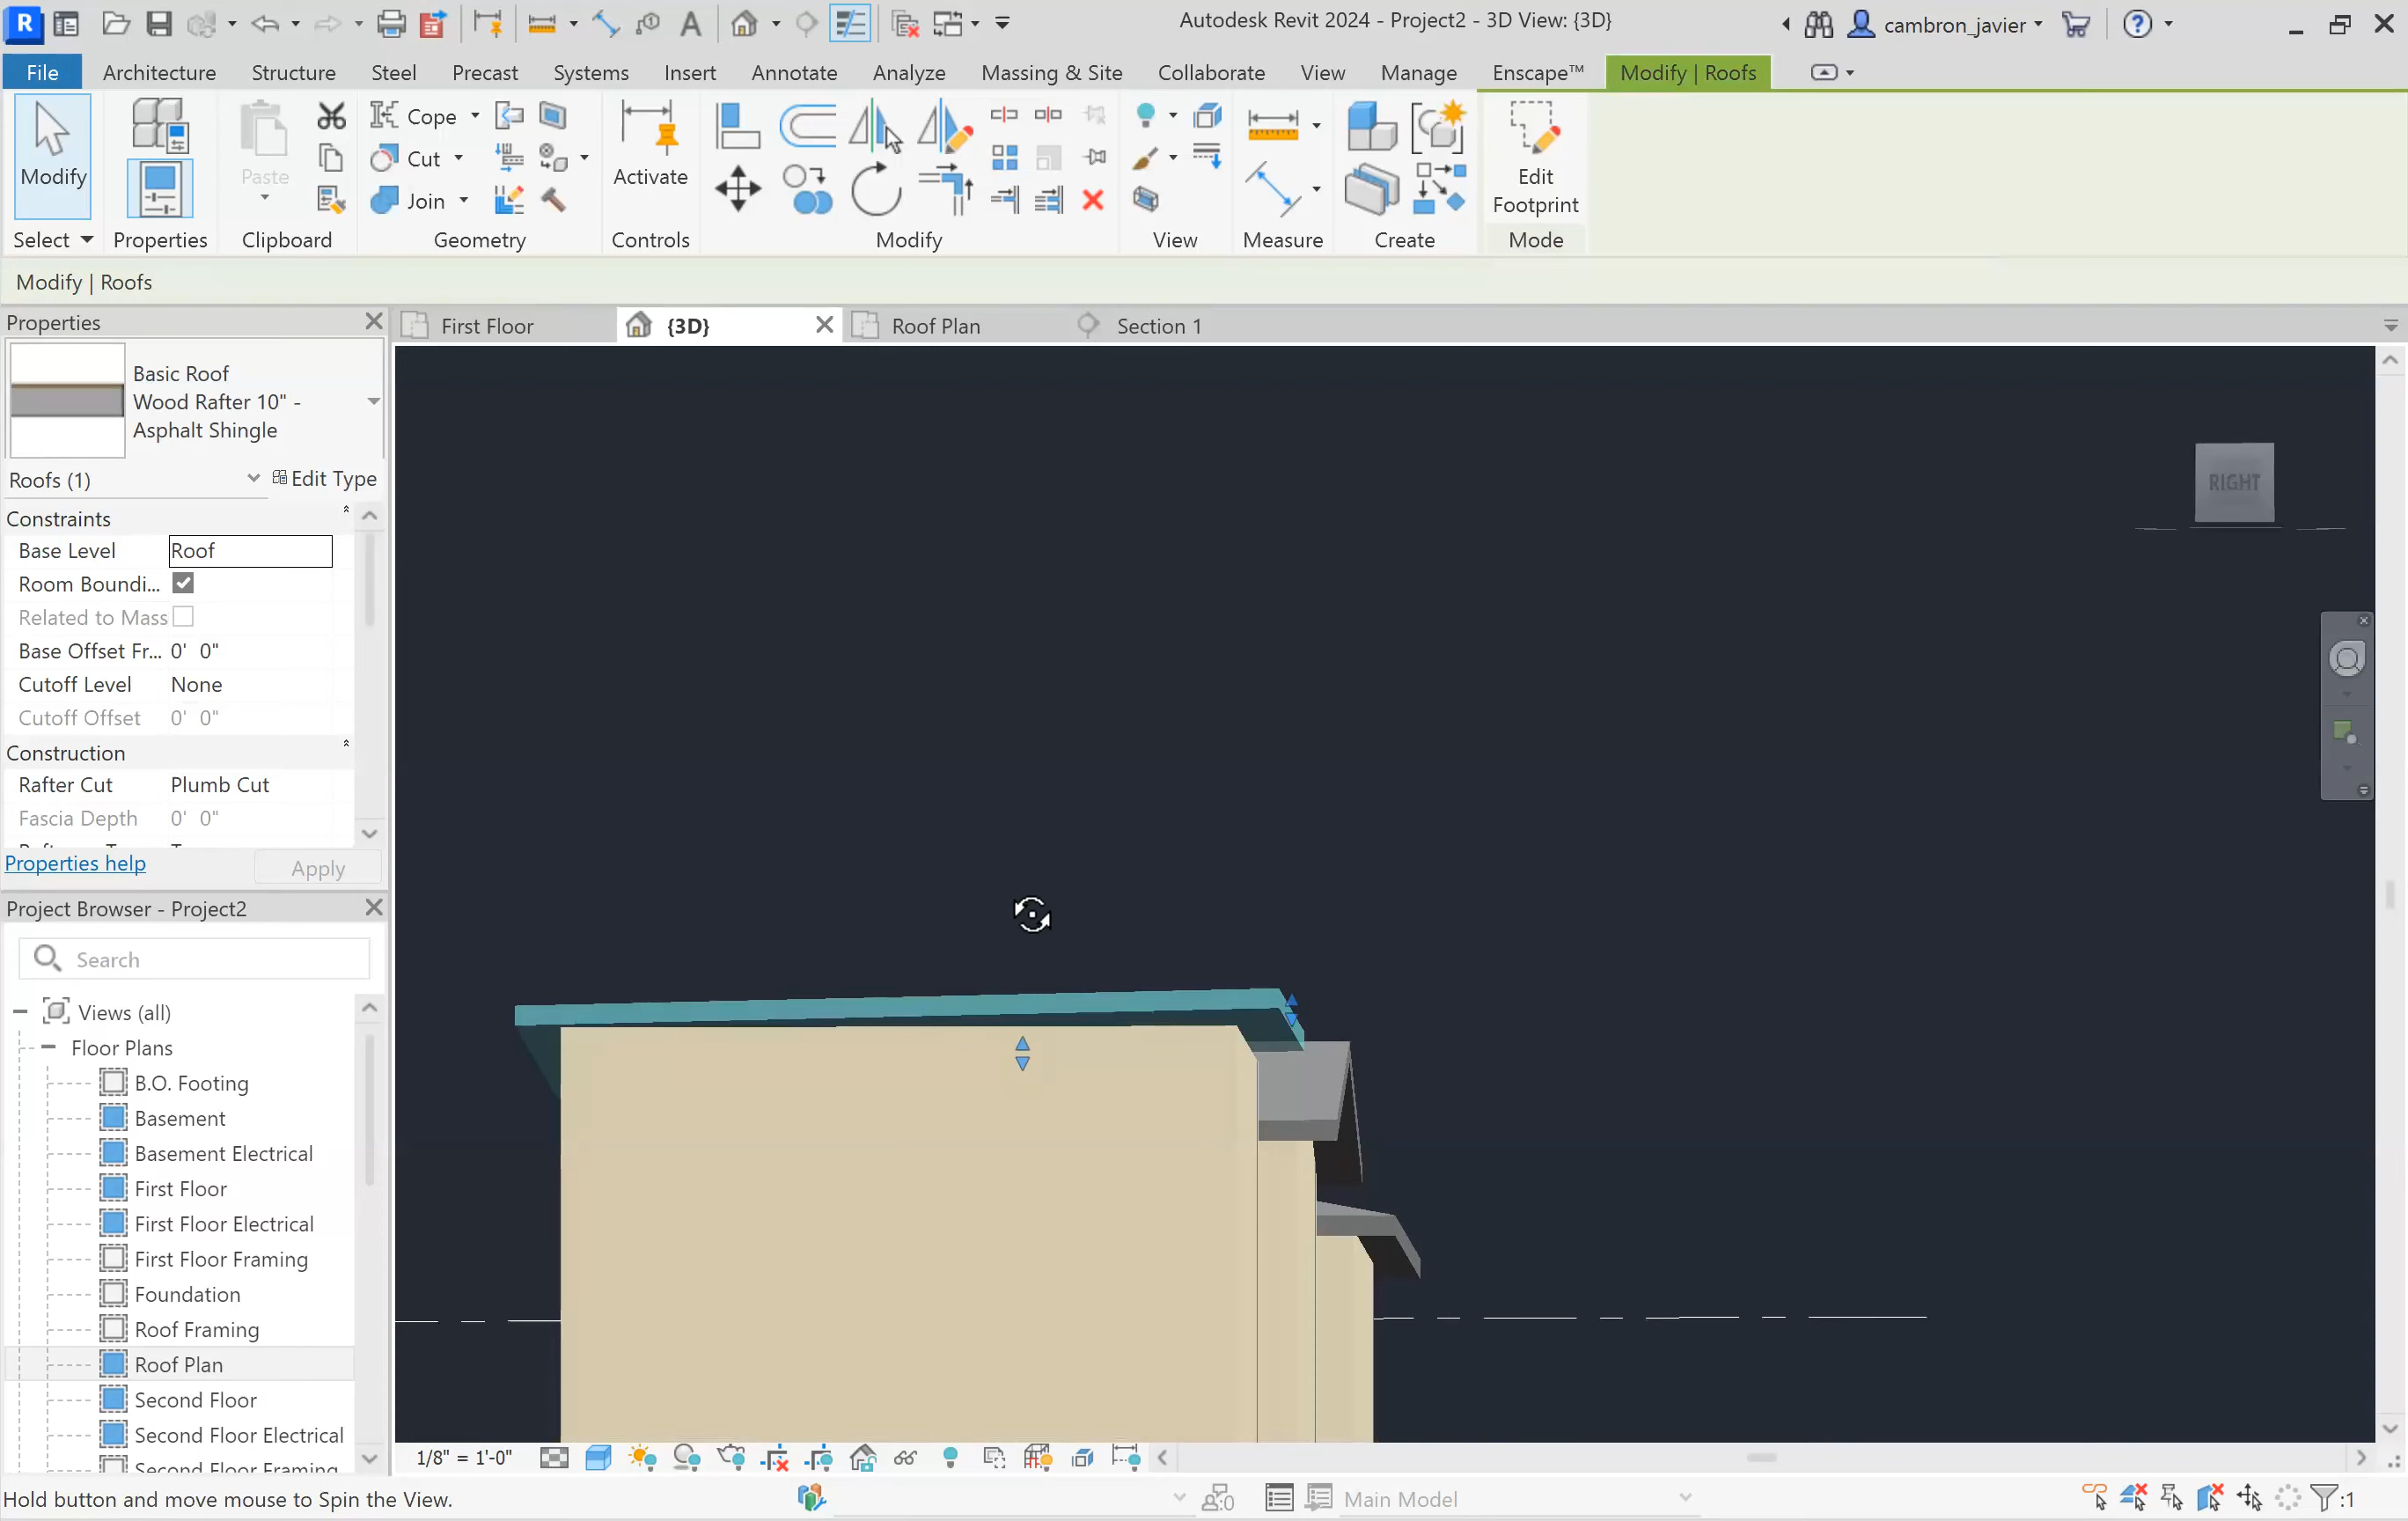 R
Autodesk Revit 2024 - Project2 - 3D View: {3D}
cambron_javier
File
Architecture
Structure
Steel
Precast
Systems
Insert
Annotate
Analyze
Massing & Site
Collaborate
View
Manage
Enscape™
Modify | Roofs
Modify
Paste
Cope
Cut
Join
Activate
Edit
Footprint
Select
Properties
Clipboard
Geometry
Controls
Modify
View
Measure
Create
Mode
Modify | Roofs
Properties
First Floor
{3D}
Roof Plan
Section 1
Basic Roof
Wood Rafter 10" -
Asphalt Shingle
Roofs (1)
Edit Type
Constraints
Base Level Roof
Room Boundi...
Related to Mass
Base Offset Fr... 0' 0"
Cutoff Level None
Cutoff Offset 0' 0"
Construction
Rafter Cut Plumb Cut
Fascia Depth 0' 0"
Properties help
Apply
Project Browser - Project2
Search
Views (all)
Floor Plans
B.O. Footing
Basement
Basement Electrical
First Floor
First Floor Electrical
First Floor Framing
Foundation
Roof Framing
Roof Plan
Second Floor
Second Floor Electrical
Second Floor Framing
RIGHT
1/8" = 1'-0"
Hold button and move mouse to Spin the View.
:0
Main Model
:1